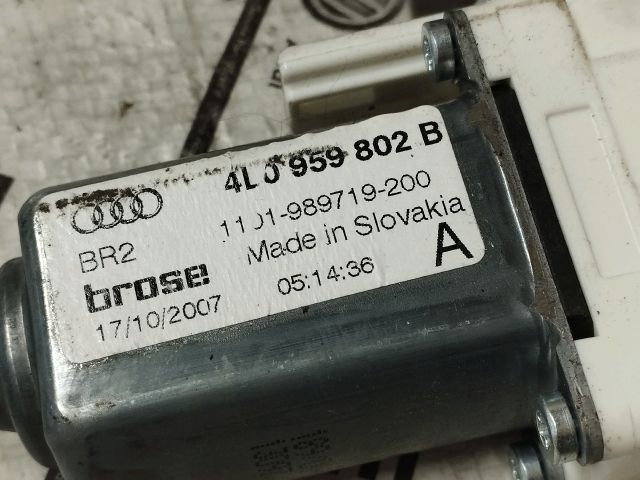 4L0 959 802 B
1101-989719-200
BR2
Made in Slovakia
A
brose
05:14:36
17/10/2007